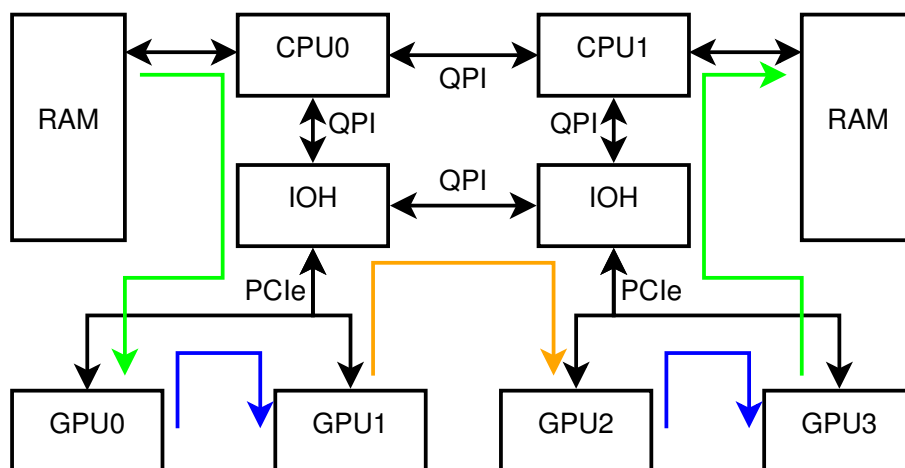 CPU0
CPU1
QPI
RAM
QPI
QPI
RAM
IOH
QPI
IOH
PCIe
PCIe
GPU0
GPU1
GPU2
GPU3